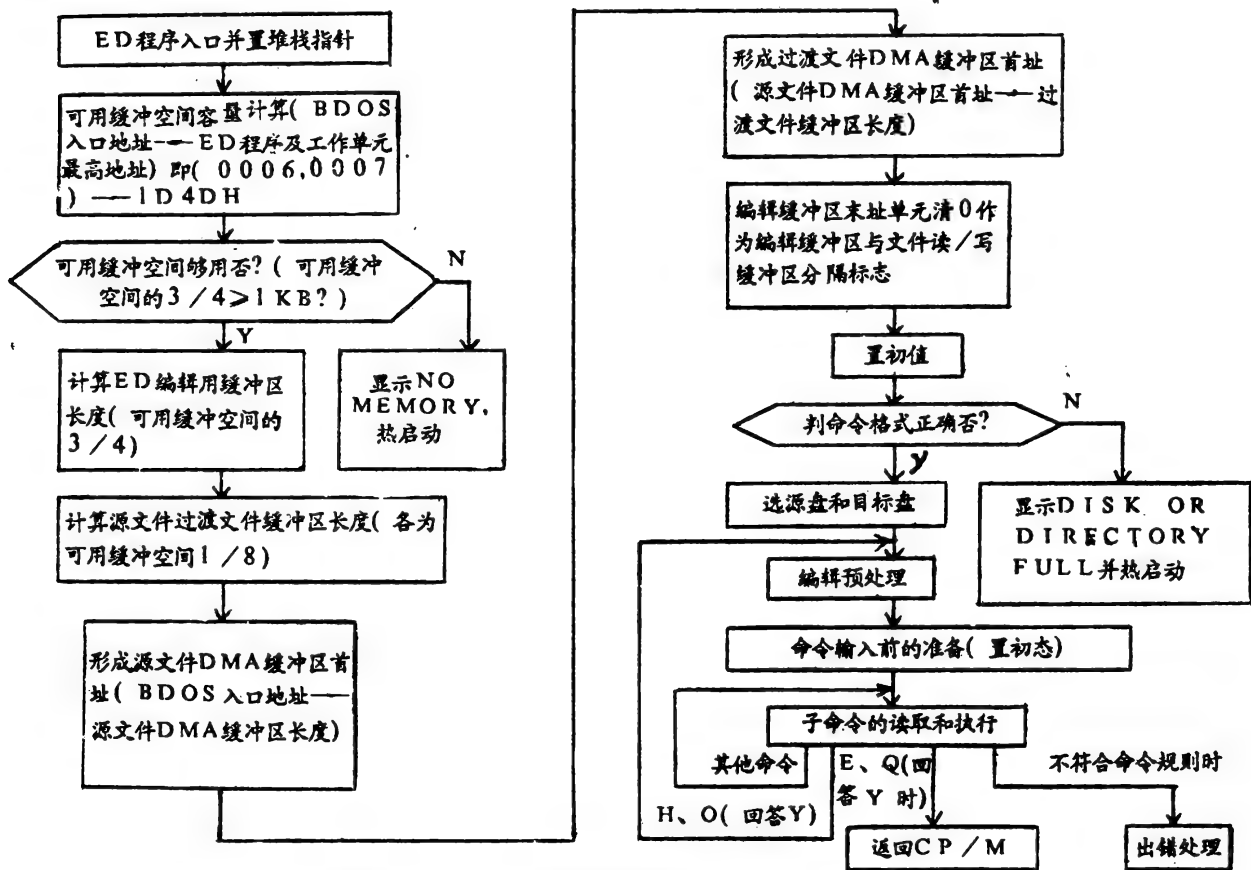 ED程序入口并置堆栈指针
可用缓冲空间容量计算(BDOS
入口地址——ED程序及工作单元
最高地址)即(0006,0007
)——1D4DH
可用缓冲空间够用否?(可用缓冲
空间的3/4≥1KB?)
N
Y
计算ED编辑用缓冲区
长度(可用缓冲空间的
3/4)
显示NO
MEMORY,
热启动
计算源文件过渡文件缓冲区长度(各为
可用缓冲空间1/8)
形成源文件DMA缓冲区首
址(BDOS入口地址——
源文件DMA缓冲区长度)
形成过渡文件DMA缓冲区首址
(源文件DMA缓冲区首址——过
渡文件缓冲区长度)
编辑缓冲区末址单元清0作
为编辑缓冲区与文件读/写
缓冲区分隔标志
置初值
判命令格式正确否?
N
y
选源盘和目标盘
显示DISK OR
DIRECTORY
FULL并热启动
编辑预处理
命令输入前的准备(置初态)
子命令的读取和执行
其他命令
E、Q(回
答Y时)
不符合命令规则时
H、O(回答Y)
返回CP/M
出错处理